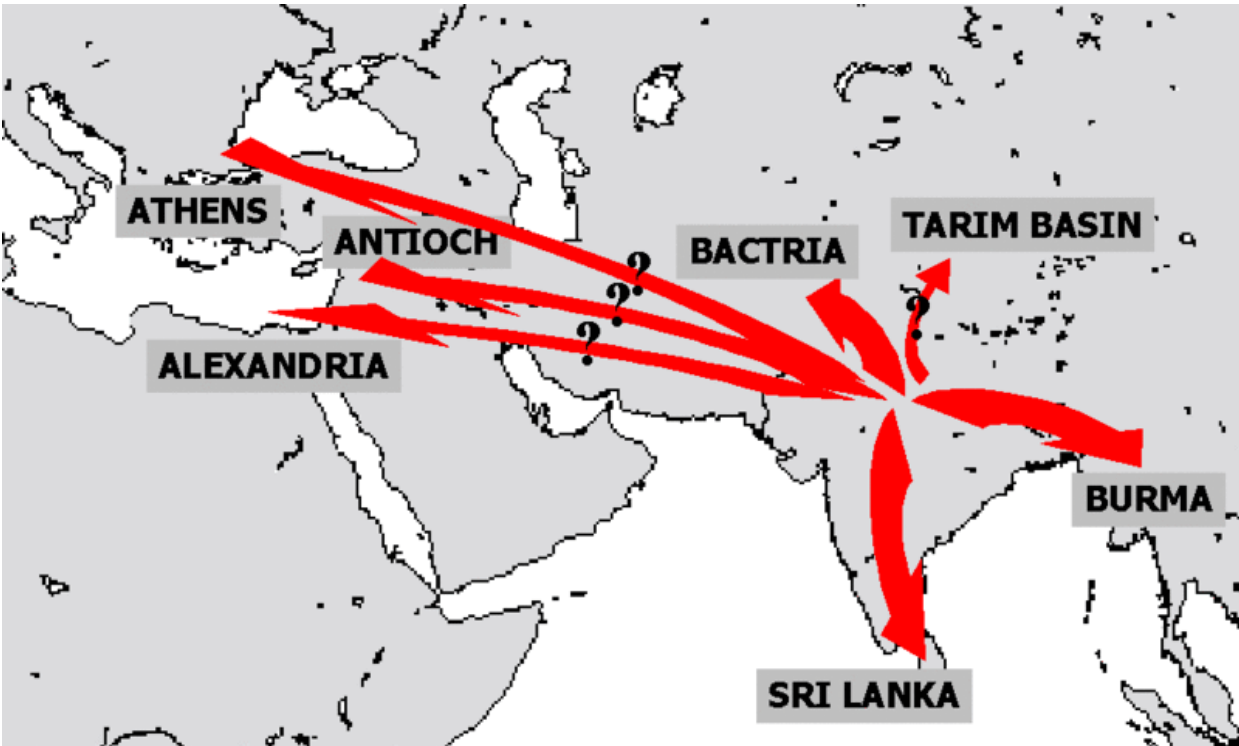 ATHENS
TARIM BASIN
ANTIOCH
BACTRIA
?
?
?
?
ALEXANDRIA
BURMA
SRI LANKA